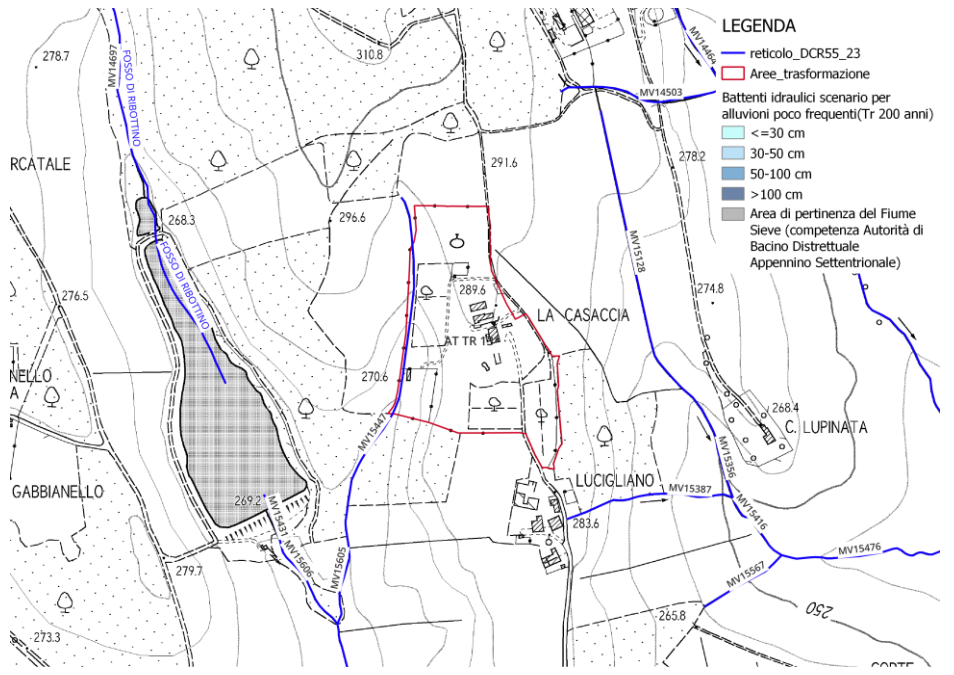 LEGENDA
reticolo_DCR55_23
Aree_trasformazione
Battenti idraulici scenario per
alluvioni poco frequenti(Tr 200 anni)
<=30 cm
30-50 cm
50-100 cm
>100 cm
Area di pertinenza del Fiume
Sieve (competenza Autorità di
Bacino Distrettuale
Appennino Settentrionale)
278.7
MV14697
FOSSO DI RIBOTTINO
310.8
MV14464
MV14503
RCATALE
291.6
278.2
268.3
296.6
FOSSO DI RIBOTTINO
MV15128
276.5
289.6
274.8
LA CASACCIA
AT TR 1
NELLO
A
270.6
268.4
C. LUPINATA
MV15447
MV15356
GABBIANELLO
269.2
LUCIGLIANO
MV15387
MV15431
283.6
MV15416
MV15476
279.7
MV15606
MV15605
MV15567
265.8
250
273.3
CORTE